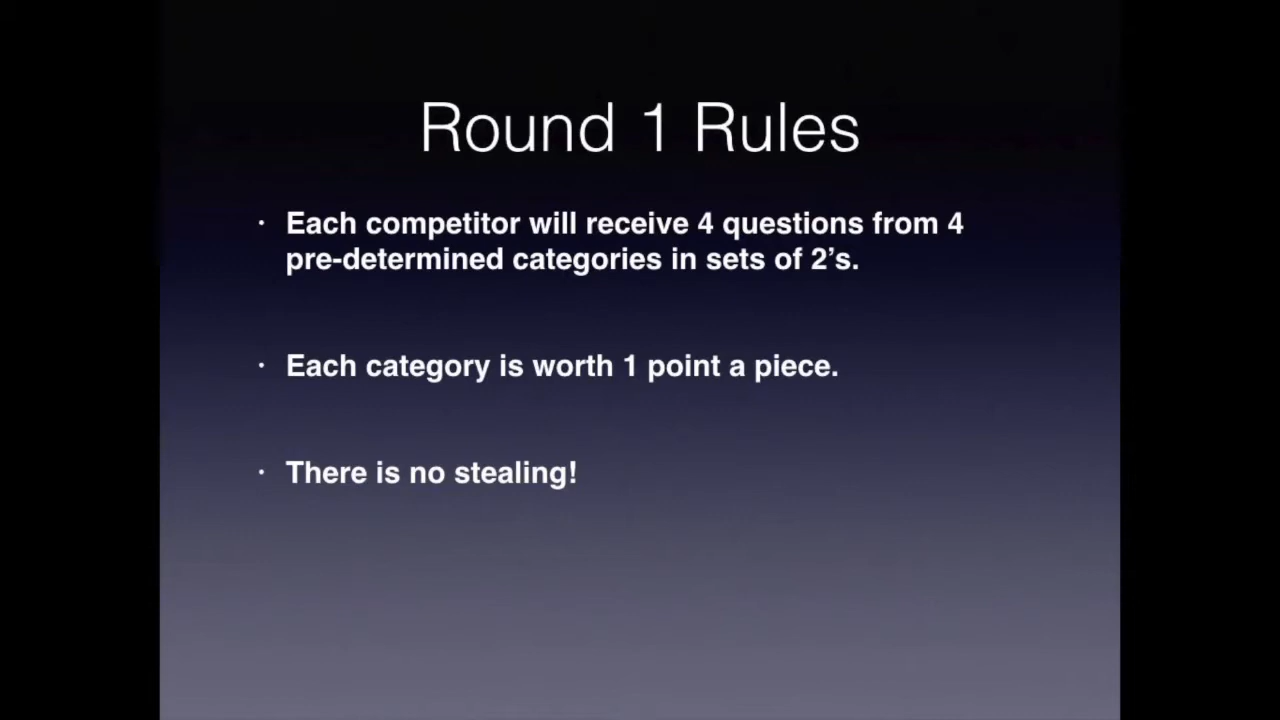 Round 1 Rules
· Each competitor will receive 4 questions from 4
pre-determined categories in sets of 2’s.
· Each category is worth 1 point a piece.
· There is no stealing!